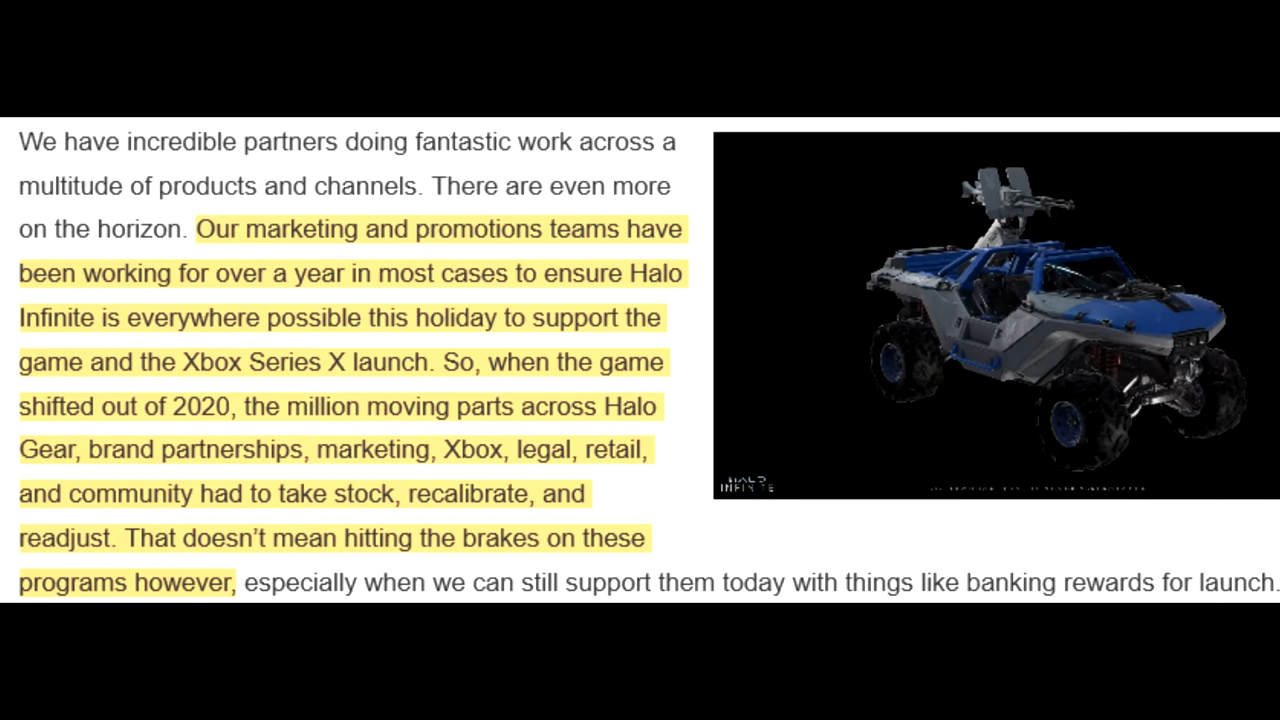 We have incredible partners doing fantastic work across a
multitude of products and channels. There are even more
on the horizon. Our marketing and promotions teams have
been working for over a year in most cases to ensure Halo
Infinite is everywhere possible this holiday to support the
game and the Xbox Series X launch. So, when the game
shifted out of 2020, the million moving parts across Halo
Gear, brand partnerships, marketing, Xbox, legal, retail,
and community had to take stock, recalibrate, and
readjust. That doesn’t mean hitting the brakes on these
programs however, especially when we can still support them today with things like banking rewards for launch.
HALO
INFINITE